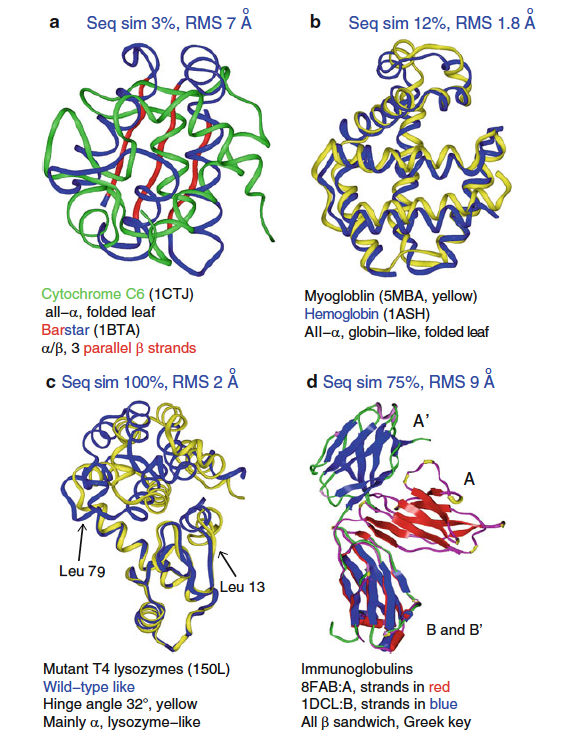 a Seq sim 3%, RMS 7 Å
b Seq sim 12%, RMS 1.8 Å
Cytochrome C6 (1CTJ)
all–α, folded leaf
Barstar (1BTA)
α/β, 3 parallel β strands
Myogloblin (5MBA, yellow)
Hemoglobin (1ASH)
All–α, globin–like, folded leaf
c Seq sim 100%, RMS 2 Å
Leu 79
Leu 13
Mutant T4 lysozymes (150L)
Wild–type like
Hinge angle 32°, yellow
Mainly α, lysozyme–like
d Seq sim 75%, RMS 9 Å
A'
A
B and B'
Immunoglobulins
8FAB:A, strands in red
1DCL:B, strands in blue
All β sandwich, Greek key